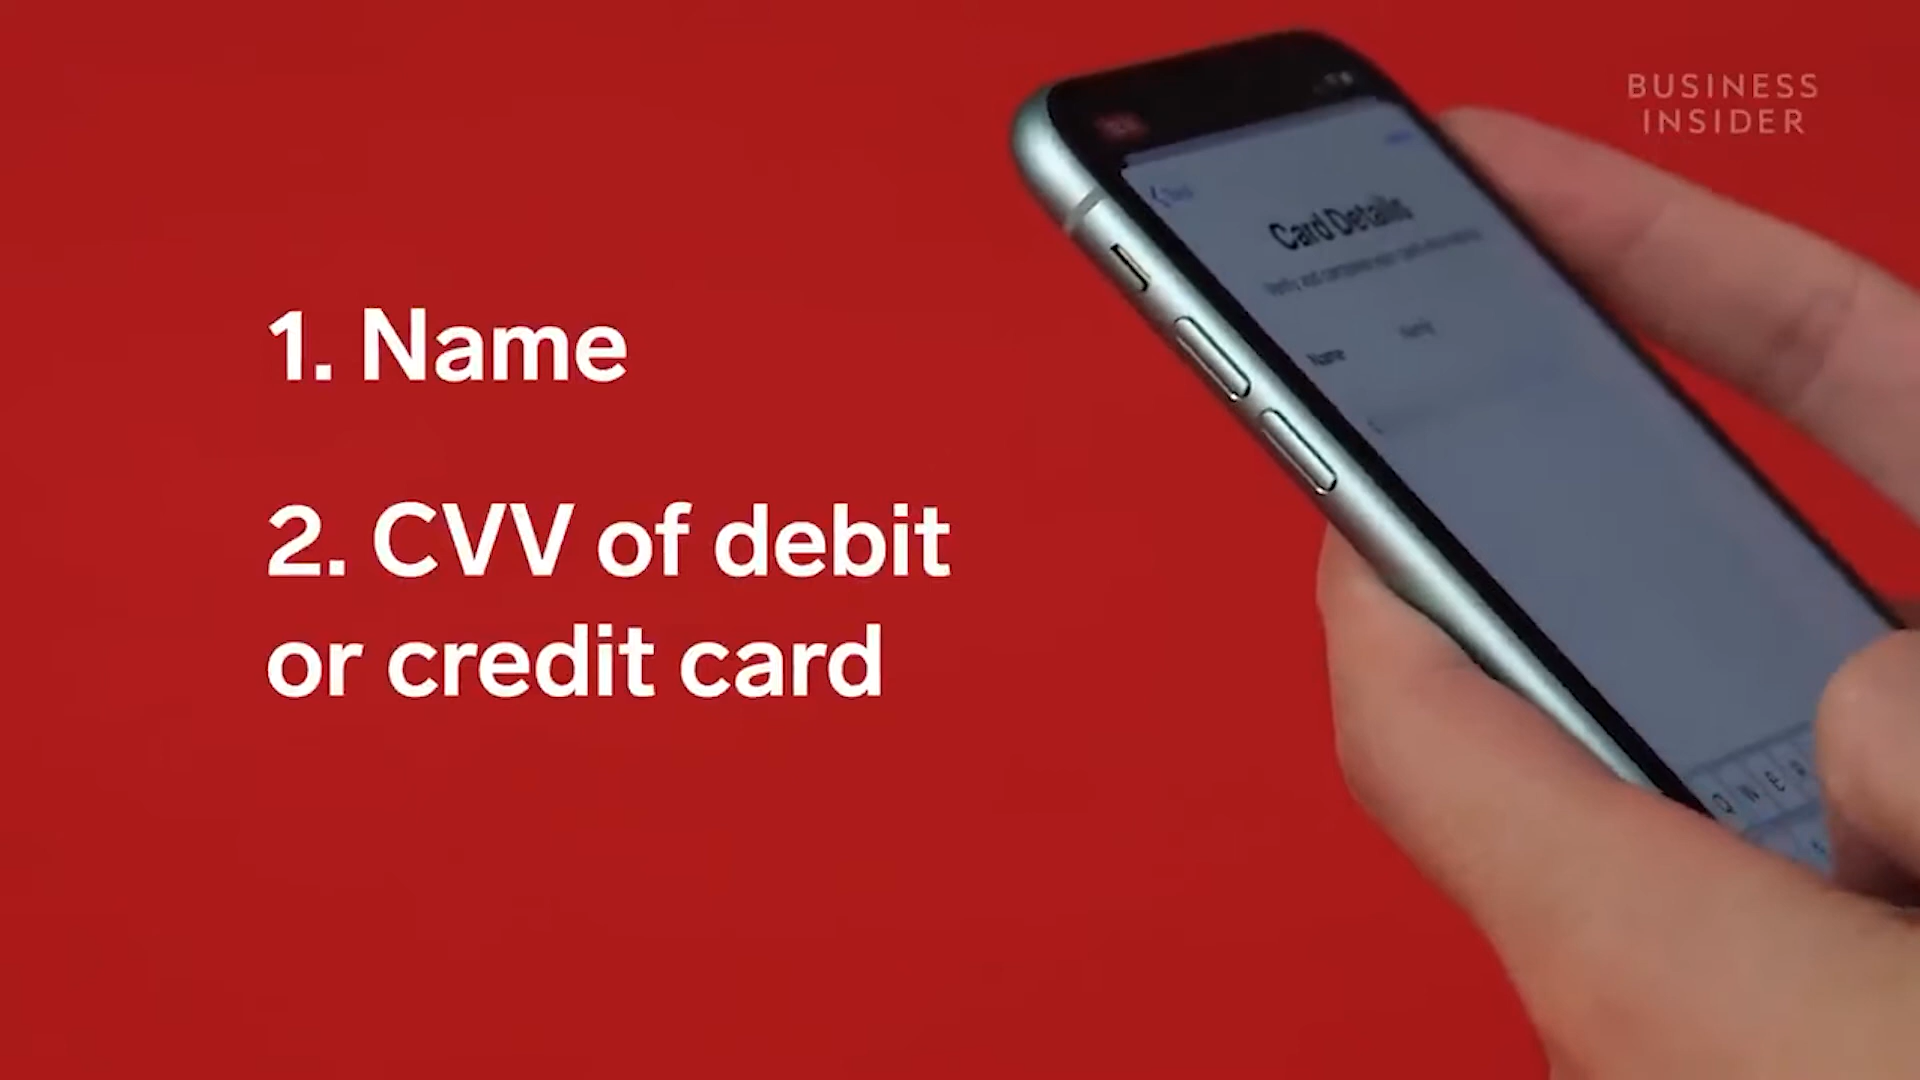 BUSINESS
INSIDER
1. Name
2. CVV of debit
or credit card
Card Details
Name
Q W E R